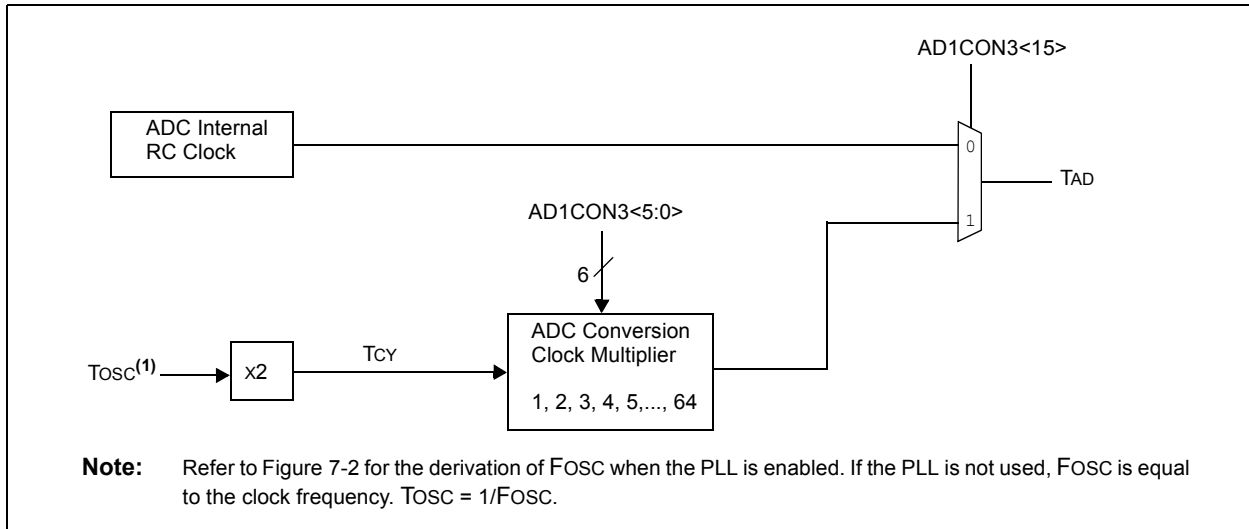 AD1CON3<15>
ADC Internal
RC Clock
0
TAD
AD1CON3<5:0>
1
6
ADC Conversion
Clock Multiplier
1, 2, 3, 4, 5,..., 64
TOSC(1)
X2
TCY
Note: Refer to Figure 7-2 for the derivation of FOSC when the PLL is enabled. If the PLL is not used, FOSC is equal
to the clock frequency. TOSC = 1/FOSC.